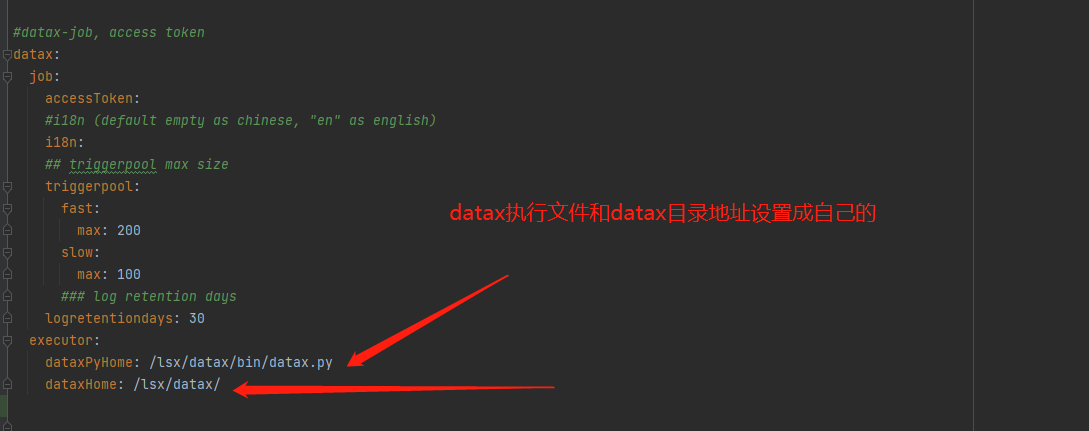 #datax-job, access token
datax:
  job:
    accessToken:
    #i18n (default empty as chinese, "en" as english)
    i18n:
    ## triggerpool max size
    triggerpool:
      fast:
        max: 200
      slow:
        max: 100
      ### log retention days
    logretentiondays: 30
  executor:
    dataxPyHome: /lsx/datax/bin/datax.py
    dataxHome: /lsx/datax/
datax执行文件和datax目录地址设置成自己的